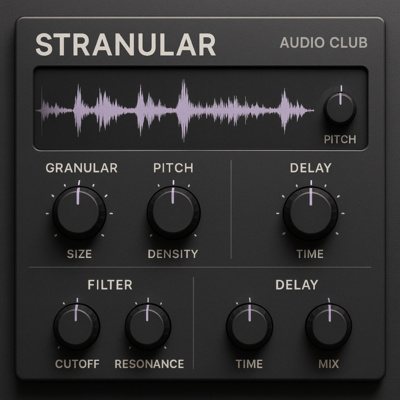 STRANULAR
AUDIO CLUB
PITCH
GRANULAR PITCH DELAY
SIZE DENSITY TIME
FILTER DELAY
CUTOFF RESONANCE TIME MIX